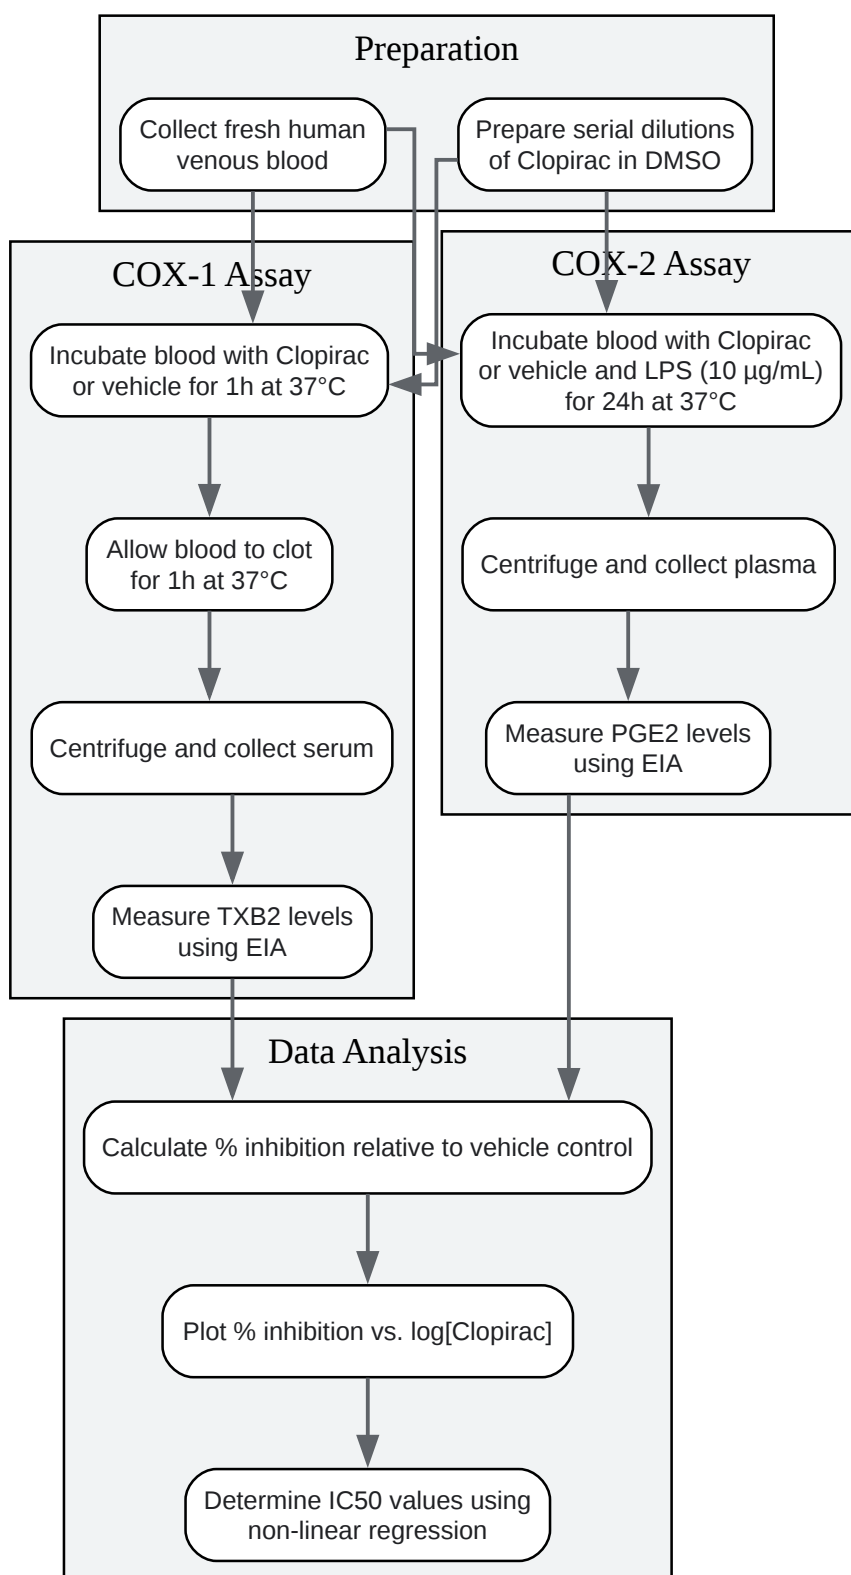 Preparation
Collect fresh human
venous blood
Prepare serial dilutions
of Clopirac in DMSO
COX-1 Assay
Incubate blood with Clopirac
or vehicle for 1h at 37°C
Allow blood to clot
for 1h at 37°C
Centrifuge and collect serum
Measure TXB2 levels
using EIA
COX-2 Assay
Incubate blood with Clopirac
or vehicle and LPS (10 µg/mL)
for 24h at 37°C
Centrifuge and collect plasma
Measure PGE2 levels
using EIA
Data Analysis
Calculate % inhibition relative to vehicle control
Plot % inhibition vs. log[Clopirac]
Determine IC50 values using
non-linear regression